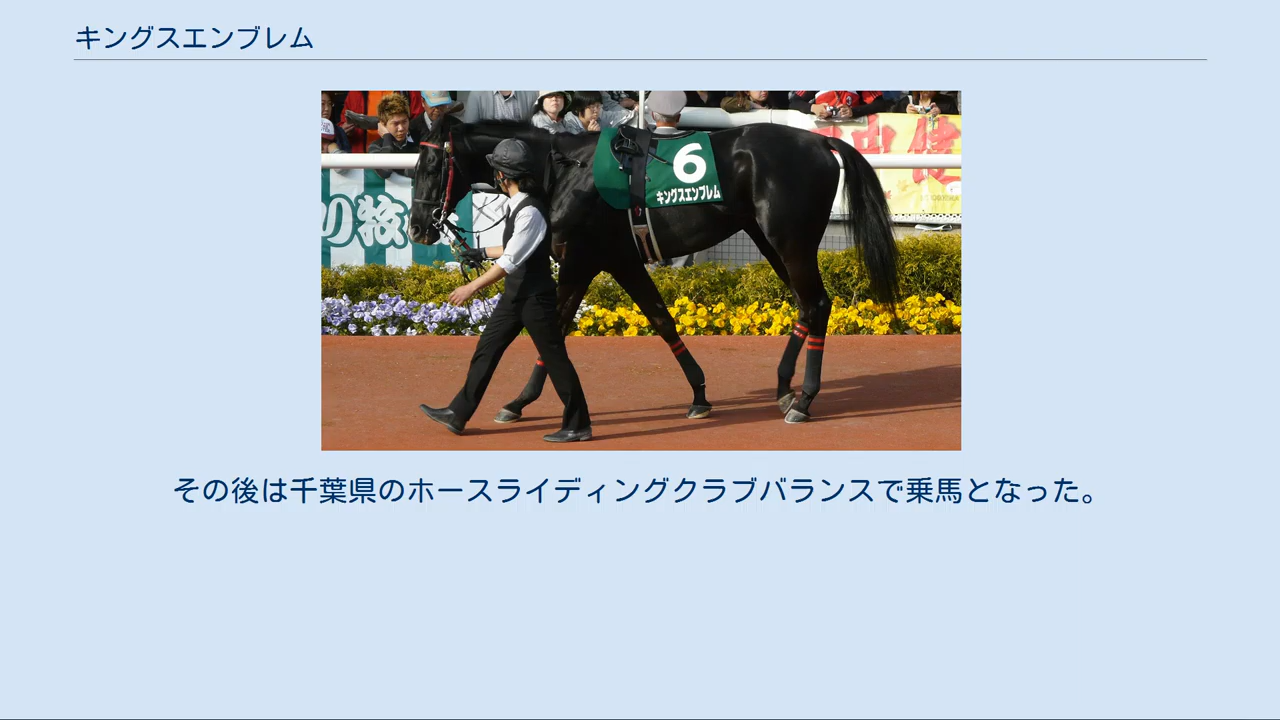 キングスエンブレム
り牧
6
キングスエンブレム
その後は千葉県のホースライディングクラブバランスで乗馬となった。